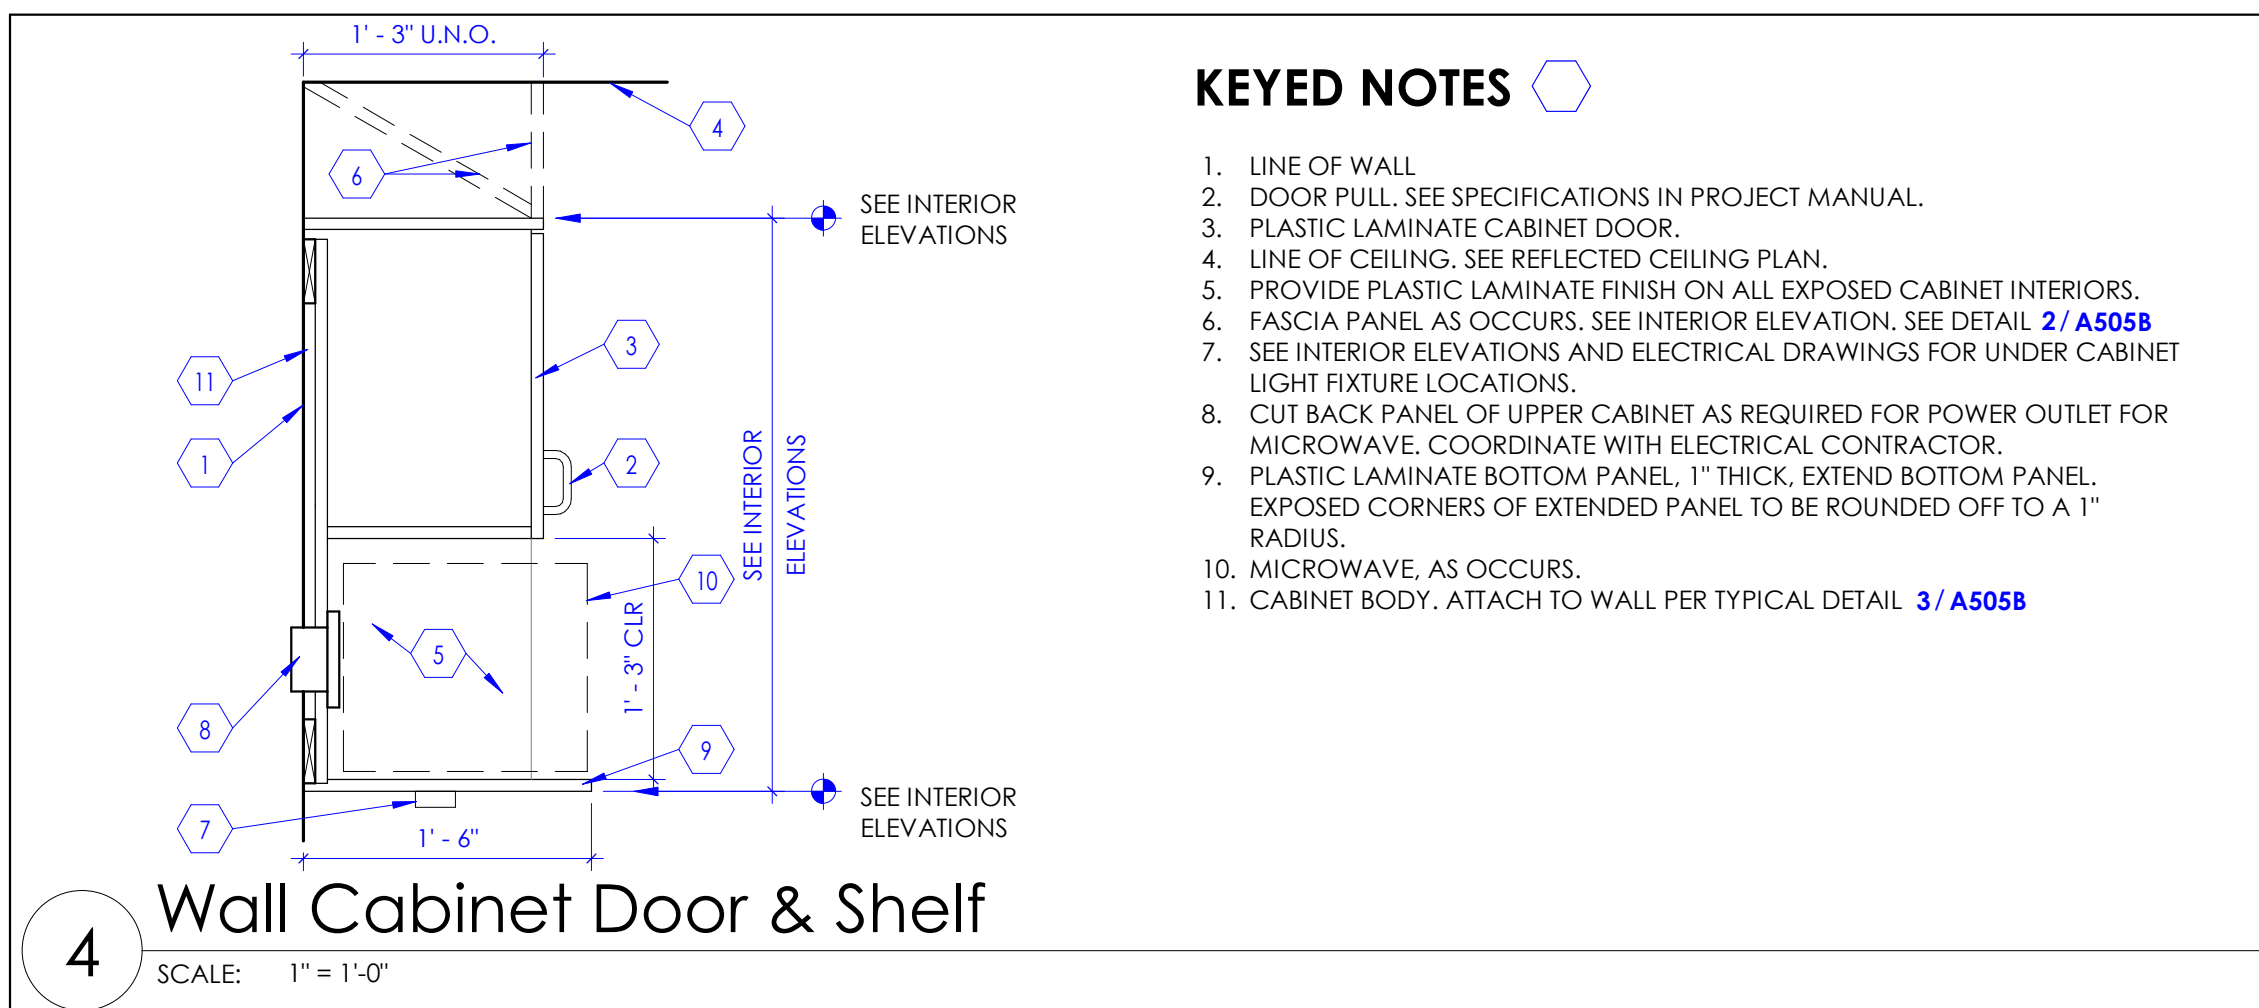 1' - 3" U.N.O.
4
6
SEE INTERIOR
ELEVATIONS
3
11
1
2
SEE INTERIOR
ELEVATIONS
10
1' - 3" CLR
5
8
9
SEE INTERIOR
ELEVATIONS
7
1' - 6"
KEYED NOTES
1. LINE OF WALL
2. DOOR PULL. SEE SPECIFICATIONS IN PROJECT MANUAL.
3. PLASTIC LAMINATE CABINET DOOR.
4. LINE OF CEILING. SEE REFLECTED CEILING PLAN.
5. PROVIDE PLASTIC LAMINATE FINISH ON ALL EXPOSED CABINET INTERIORS.
6. FASCIA PANEL AS OCCURS. SEE INTERIOR ELEVATION. SEE DETAIL 2 / A505B
7. SEE INTERIOR ELEVATIONS AND ELECTRICAL DRAWINGS FOR UNDER CABINET
LIGHT FIXTURE LOCATIONS.
8. CUT BACK PANEL OF UPPER CABINET AS REQUIRED FOR POWER OUTLET FOR
MICROWAVE. COORDINATE WITH ELECTRICAL CONTRACTOR.
9. PLASTIC LAMINATE BOTTOM PANEL, 1" THICK, EXTEND BOTTOM PANEL.
EXPOSED CORNERS OF EXTENDED PANEL TO BE ROUNDED OFF TO A 1"
RADIUS.
10. MICROWAVE, AS OCCURS.
11. CABINET BODY. ATTACH TO WALL PER TYPICAL DETAIL 3 / A505B
4
Wall Cabinet Door & Shelf
SCALE: 1" = 1'-0"